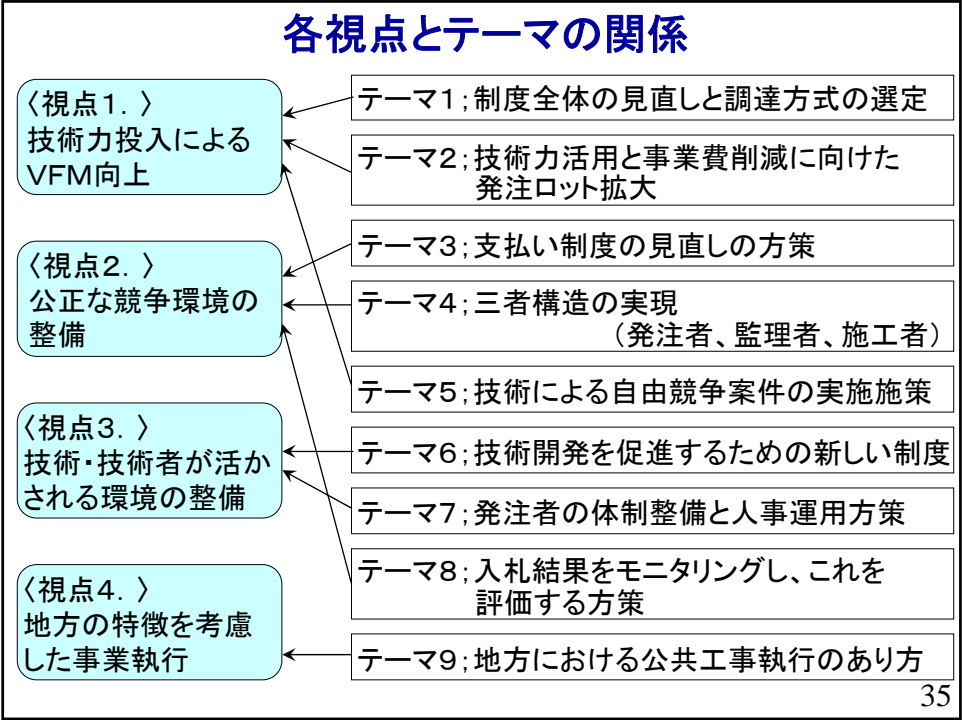 各視点とテーマの関係
〈視点1．〉
技術力投入による
VFM向上
〈視点2．〉
公正な競争環境の
整備
〈視点3．〉
技術・技術者が活か
される環境の整備
〈視点4．〉
地方の特徴を考慮
した事業執行
テーマ1；制度全体の見直しと調達方式の選定
テーマ2；技術力活用と事業費削減に向けた
発注ロット拡大
テーマ3；支払い制度の見直しの方策
テーマ4；三者構造の実現
（発注者、監理者、施工者）
テーマ5；技術による自由競争案件の実施施策
テーマ6；技術開発を促進するための新しい制度
テーマ7；発注者の体制整備と人事運用方策
テーマ8；入札結果をモニタリングし、これを
評価する方策
テーマ9；地方における公共工事執行のあり方
35